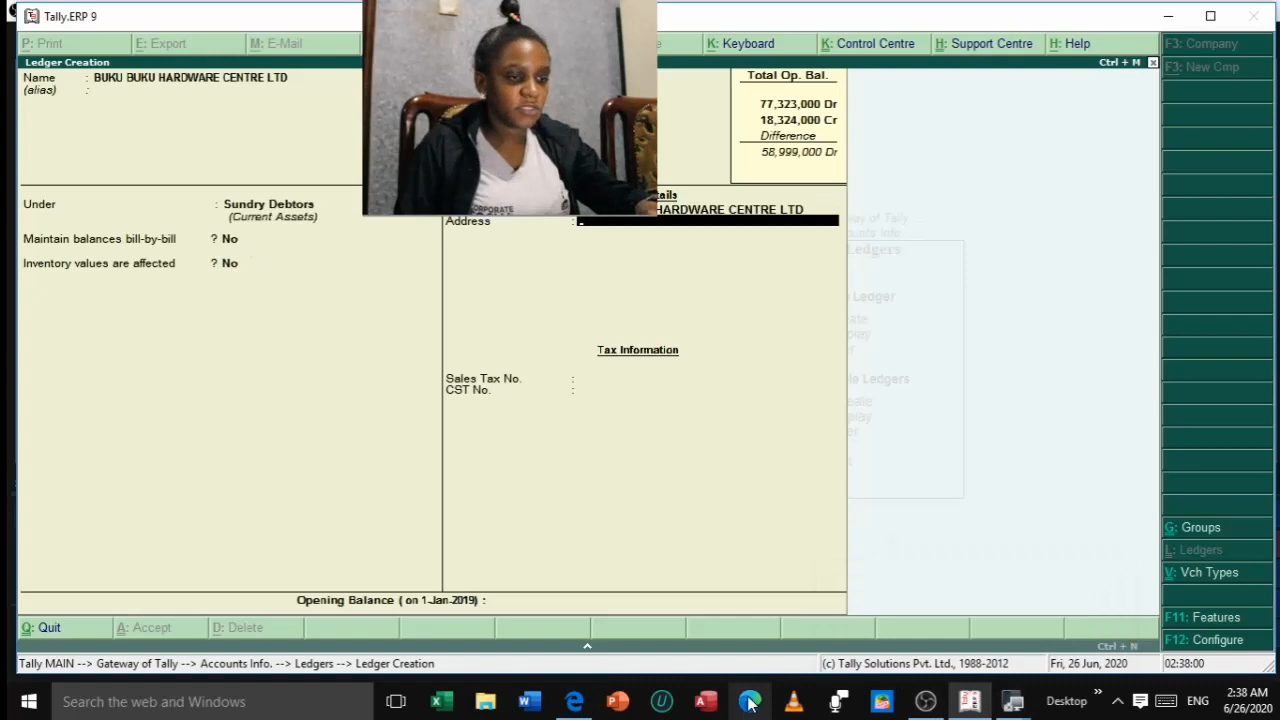 Tally.ERP 9
P: Print
E: Export
M: E-Mail
K: Keyboard
K: Control Centre
H: Support Centre
H: Help
F3: Company
F3: New Cmp
Ledger Creation
Ctrl + M
Name : BUKU BUKU HARDWARE CENTRE LTD
(alias) :
Total Op. Bal.
77,323,000 Dr
18,324,000 Cr
Difference
58,999,000 Dr
Under : Sundry Debtors
(Current Assets)
Maintain balances bill-by-bill ? No
Inventory values are affected ? No
HARDWARE CENTRE LTD
Address :
CORPORATE
Tax Information
Sales Tax No. :
CST No. :
Ledgers
Ledger
Ledgers
Opening Balance ( on 1-Jan-2019) :
G: Groups
L: Ledgers
V: Vch Types
F11: Features
F12: Configure
Q: Quit
A: Accept
D: Delete
Ctrl + N
Tally MAIN --> Gateway of Tally --> Accounts Info. --> Ledgers --> Ledger Creation
(c) Tally Solutions Pvt. Ltd., 1988-2012
Fri, 26 Jun, 2020
02:38:00
Search the web and Windows
Desktop
ENG
2:38 AM
6/26/2020